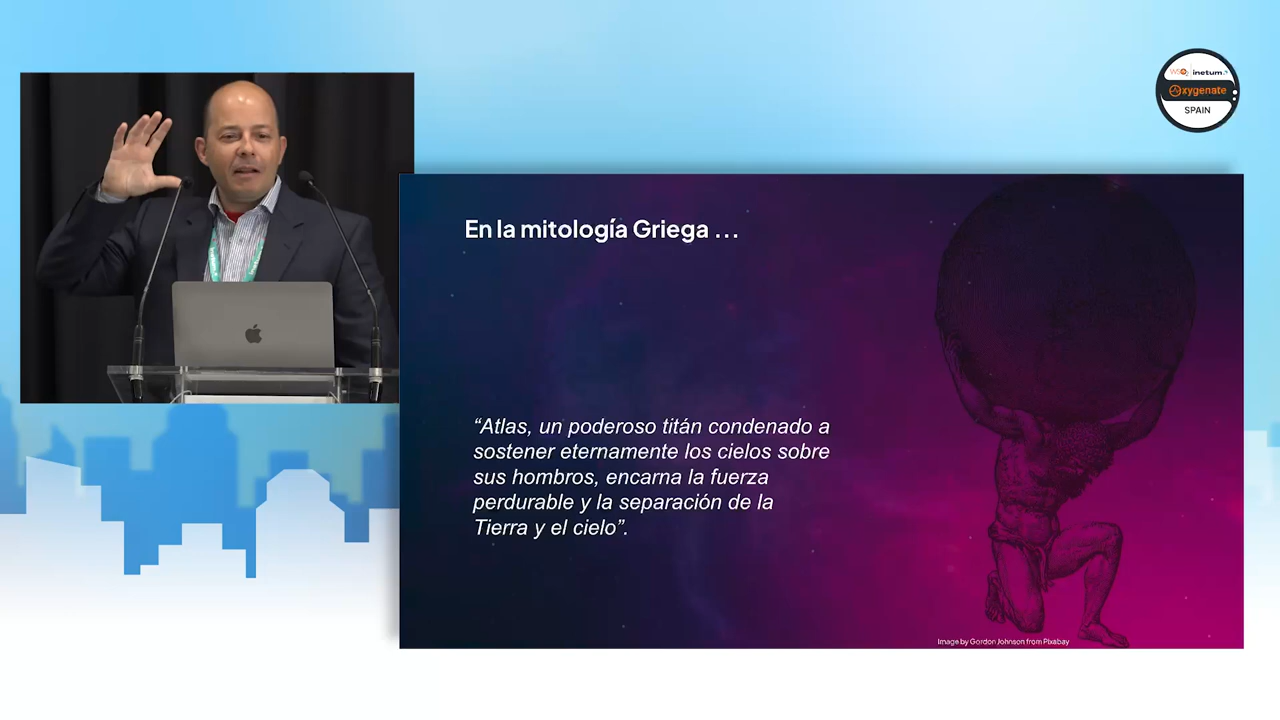 WSO2 inetum.
Oxygenate
SPAIN
En la mitología Griega ...
“Atlas, un poderoso titán condenado a
sostener eternamente los cielos sobre
sus hombros, encarna la fuerza
perdurable y la separación de la
Tierra y el cielo”.
Image by Gordon Johnson from Pixabay